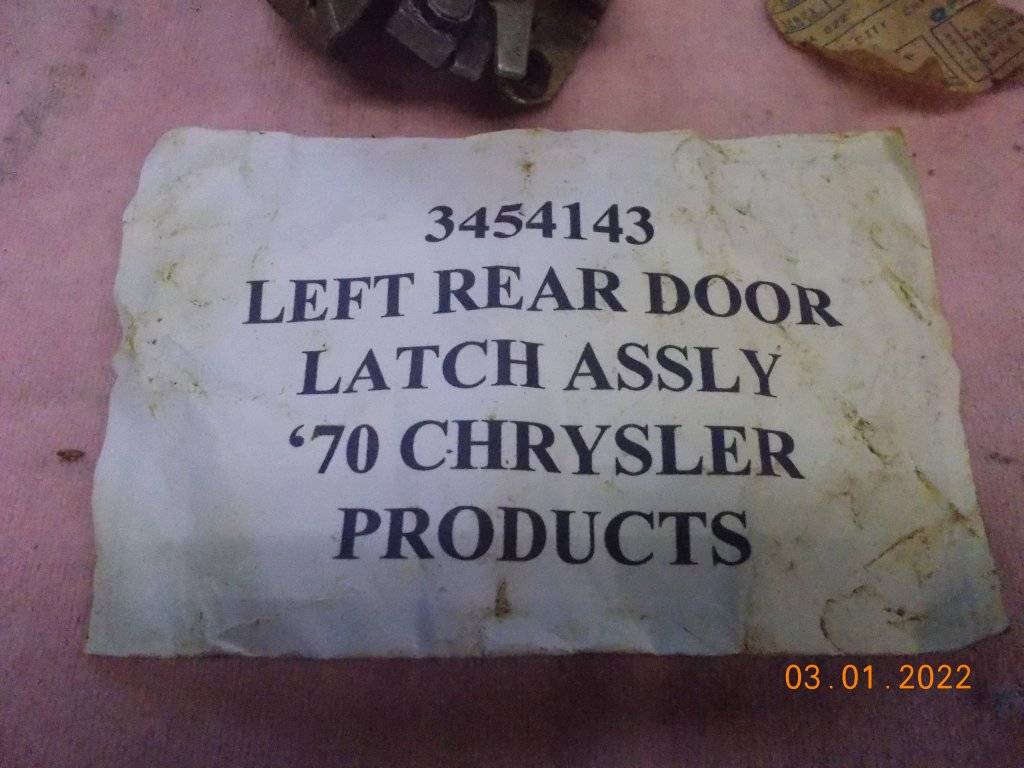 3454143
LEFT REAR DOOR
LATCH ASSLY
‘70 CHRYSLER
PRODUCTS
03.01.2022